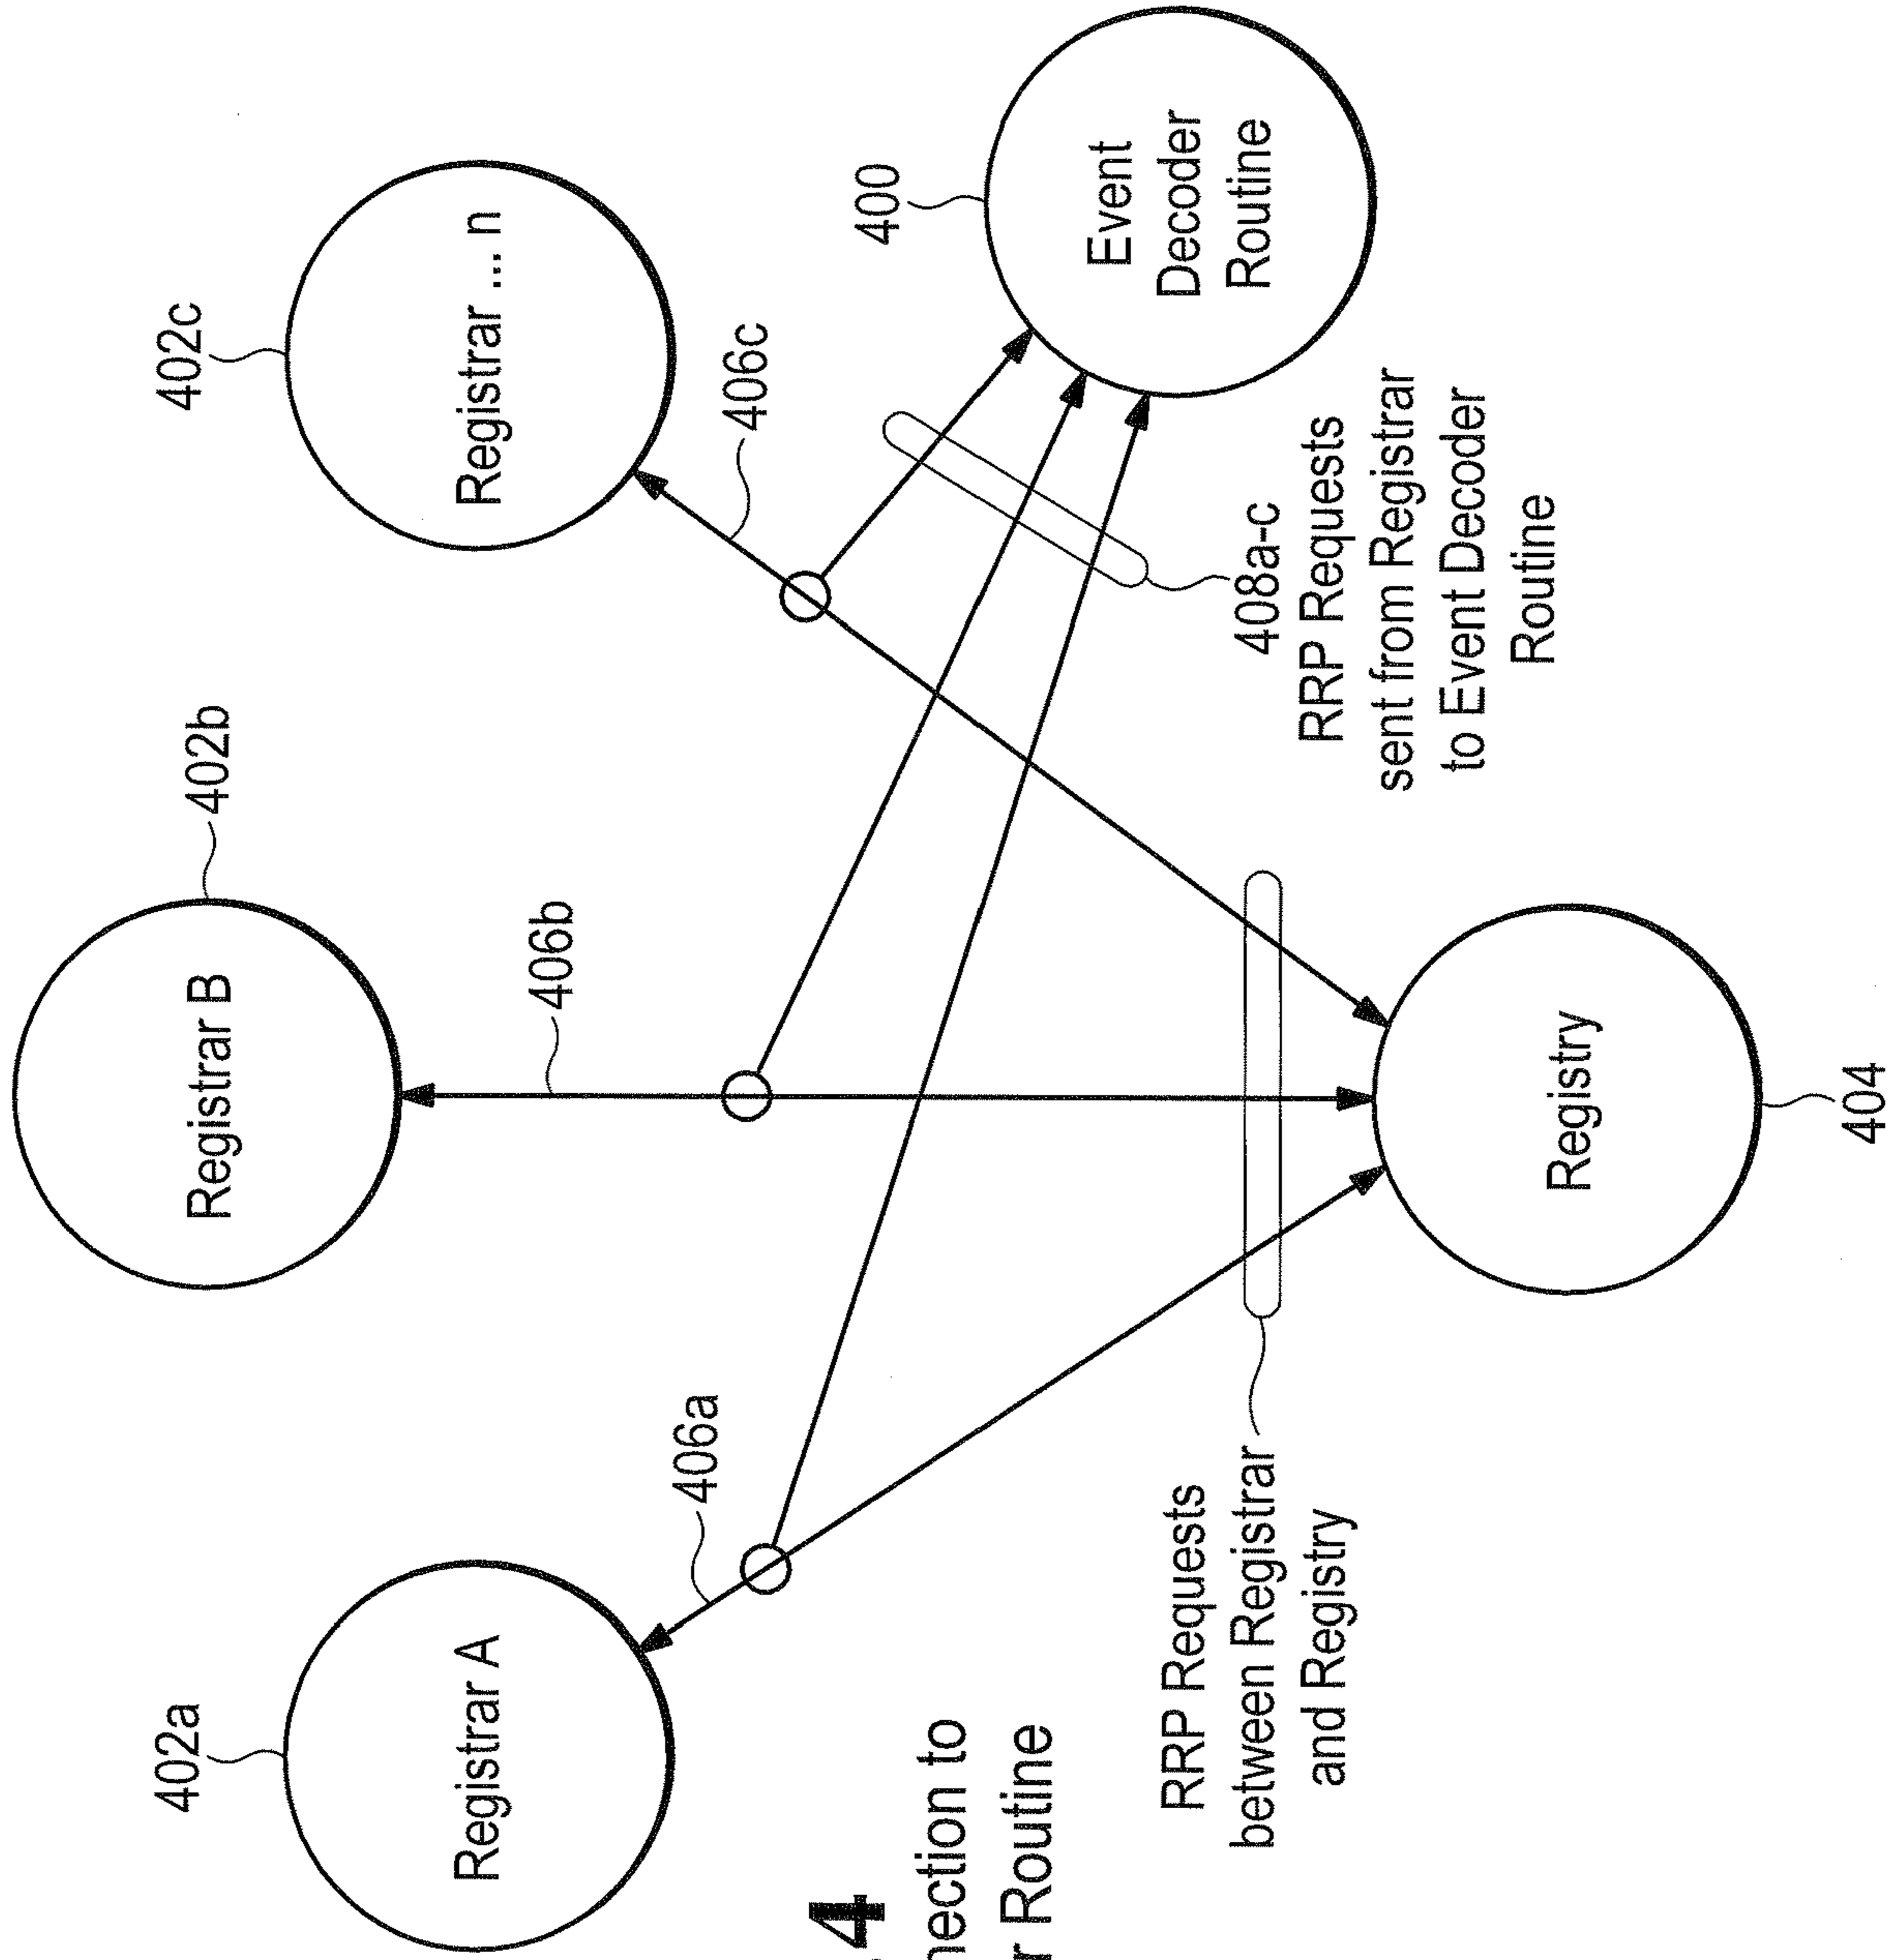 402b
Registrar B
402a
402c
Registrar A
Registrar ... n
406b
406a
406c
4
nection to
r Routine
400
Event
Decoder
Routine
RRP Requests
between Registrar
and Registry
408a-c
RRP Requests
sent from Registrar
to Event Decoder
Routine
Registry
404